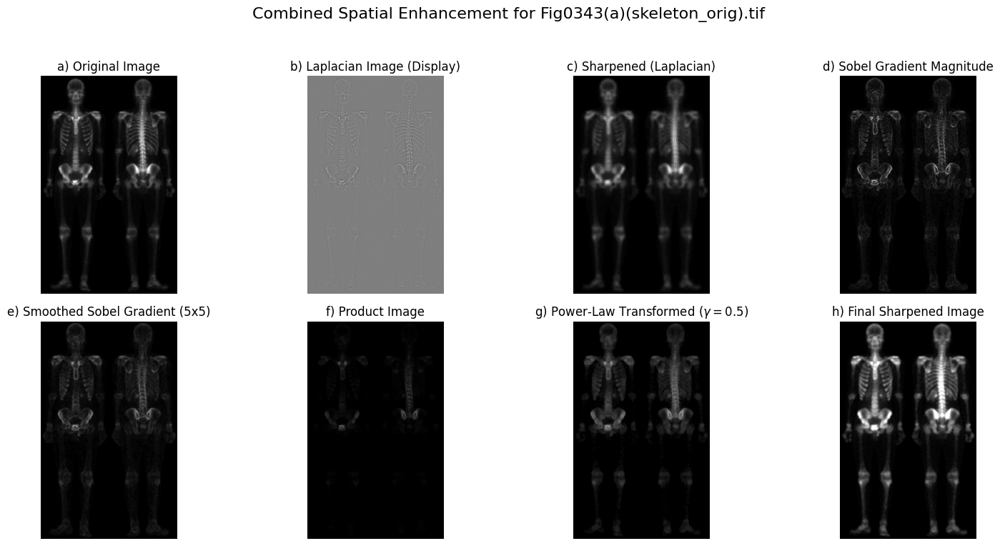 Combined Spatial Enhancement for Fig0343(a)(skeleton_orig).tif
a) Original Image
b) Laplacian Image (Display)
c) Sharpened (Laplacian)
d) Sobel Gradient Magnitude
e) Smoothed Sobel Gradient (5x5)
f) Product Image
g) Power-Law Transformed (γ = 0.5)
h) Final Sharpened Image